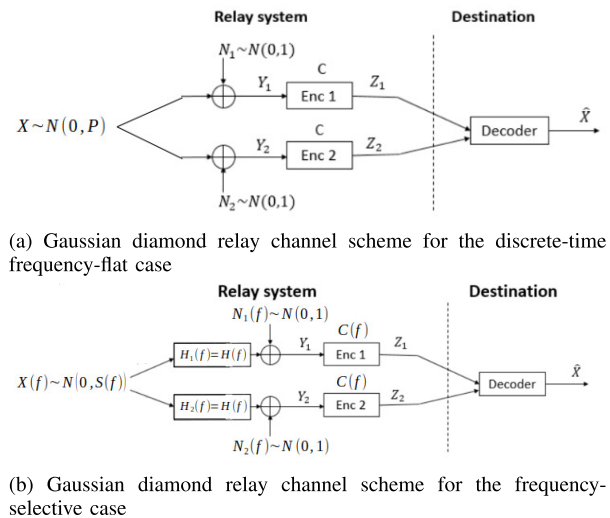 Relay system Destination
N₁~N(0,1)
C
Y₁ Enc 1 Z₁
X~N(0,P) Decoder X̂
C
Y₂ Enc 2 Z₂
N₂~N(0,1)
(a) Gaussian diamond relay channel scheme for the discrete-time
frequency-flat case
Relay system Destination
N₁(f)~N(0,1)
C(f)
H₁(f)=H(f) Y₁ Enc 1 Z₁
X(f)~N(0,S(f)) Decoder X̂
C(f)
H₂(f)=H(f) Y₂ Enc 2 Z₂
N₂(f)~N(0,1)
(b) Gaussian diamond relay channel scheme for the frequency-
selective case